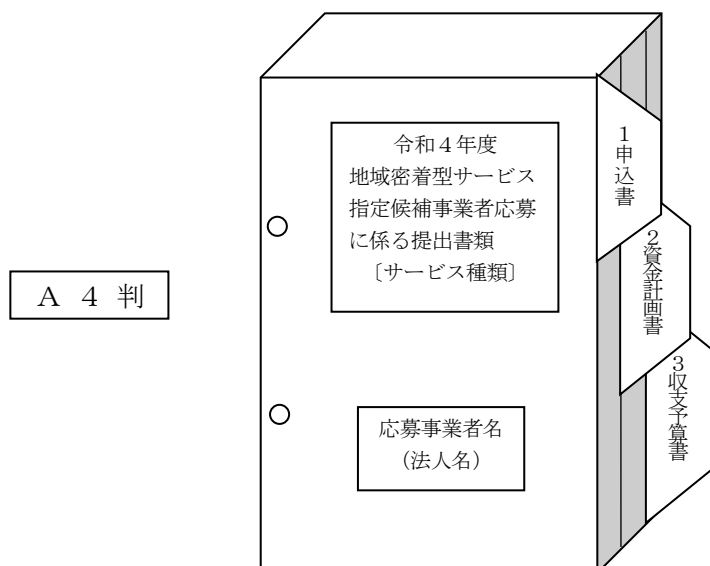 令和４年度
地域密着型サービス
指定候補事業者応募
に係る提出書類
〔サービス種類〕
１申込書
２資金計画書
３収支予算書
Ａ ４ 判
応募事業者名
（法人名）